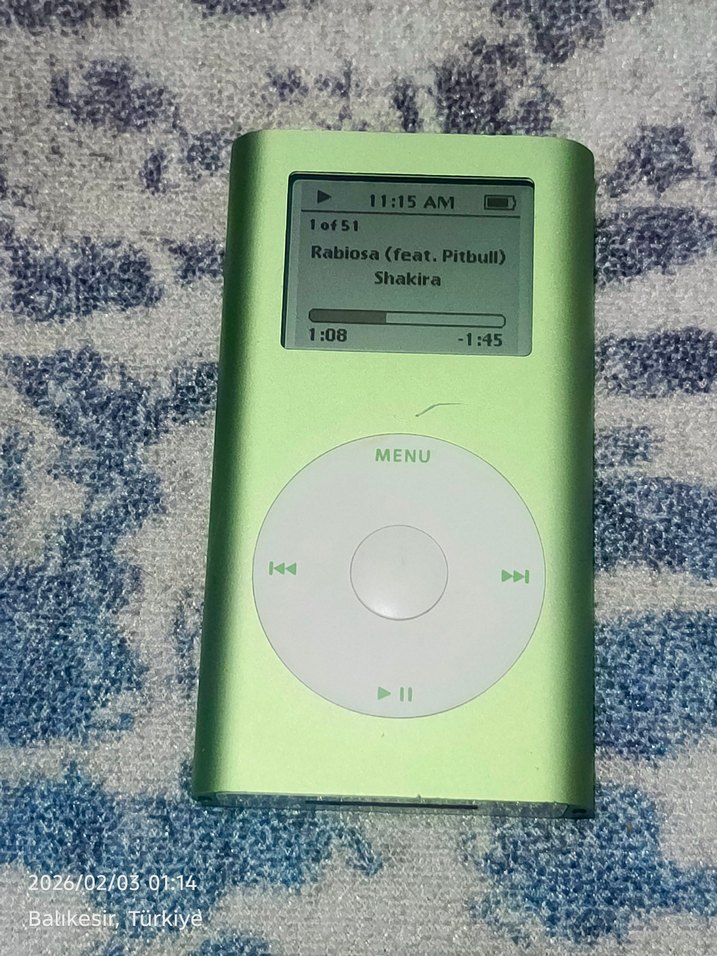 11:15 AM
1 of 51
Rabiosa (feat. Pitbull)
Shakira
1:08 -1:45
MENU
2026/02/03 01:14
Balıkesir, Türkiye